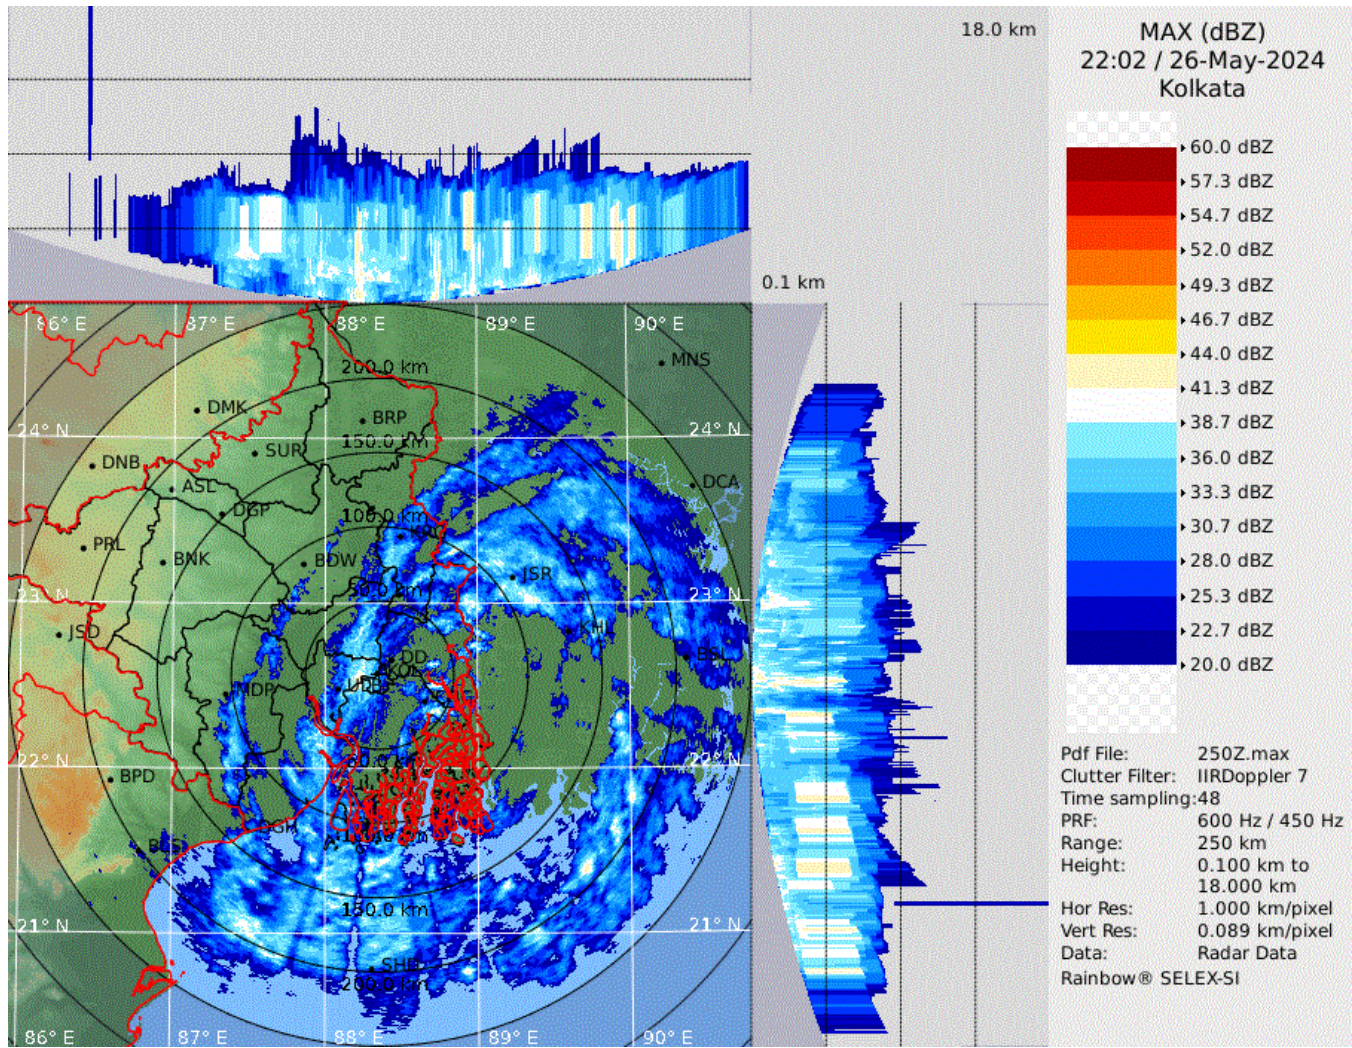 18.0 km
0.1 km
MAX (dBZ)
22:02 / 26-May-2024
Kolkata
60.0 dBZ
57.3 dBZ
54.7 dBZ
52.0 dBZ
49.3 dBZ
46.7 dBZ
44.0 dBZ
41.3 dBZ
38.7 dBZ
36.0 dBZ
33.3 dBZ
30.7 dBZ
28.0 dBZ
25.3 dBZ
22.7 dBZ
20.0 dBZ
Pdf File: 250Z.max
Clutter Filter: IIRDoppler 7
Time sampling:48
PRF: 600 Hz / 450 Hz
Range: 250 km
Height: 0.100 km to
18.000 km
Hor Res: 1.000 km/pixel
Vert Res: 0.089 km/pixel
Data: Radar Data
Rainbow® SELEX-SI
86° E 87° E 88° E 89° E 90° E
MNS
200.0 km
DMK
BRP
24° N 150.0 km 24° N
SUR
DNB
ASL DCA
DGP 100.0 km
KRG
PRL
BNK BDW
JSR
50.0 km
23° N 23° N
JSD KHL
DD
BSL
MDP
22° N 22° N
BPD
DGH
BLS
150.0 km
21° N 21° N
SHB
200.0 km
86° E 87° E 88° E 89° E 90° E